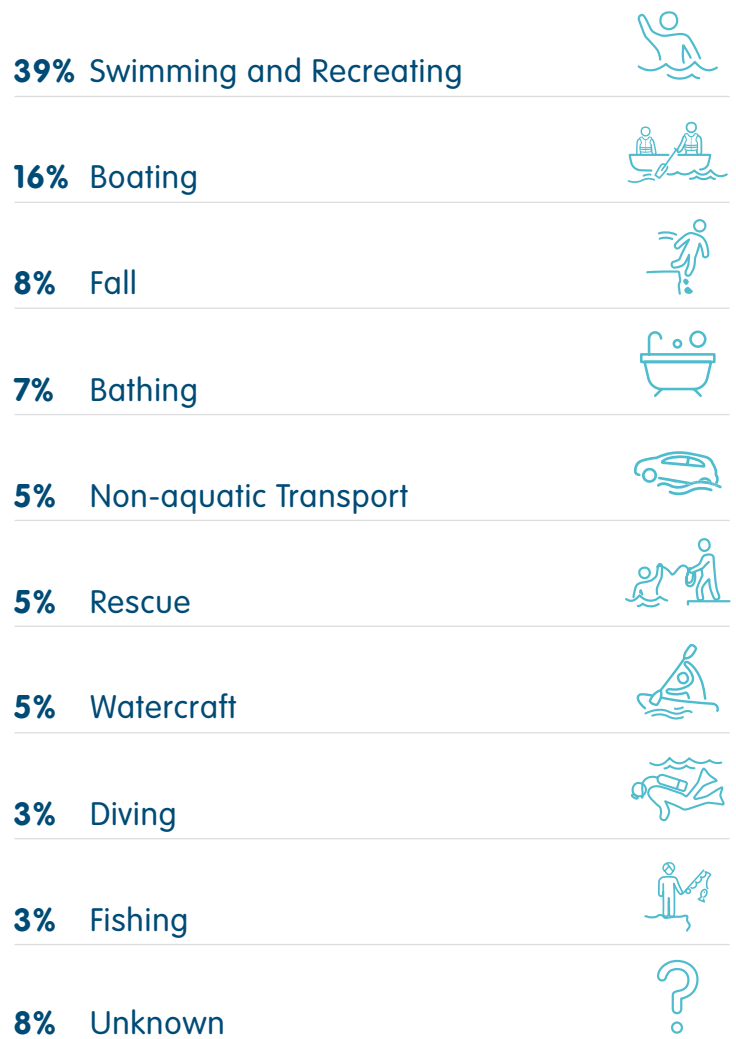 39% Swimming and Recreating
16% Boating
8% Fall
7% Bathing
5% Non-aquatic Transport
5% Rescue
5% Watercraft
3% Diving
3% Fishing
8% Unknown